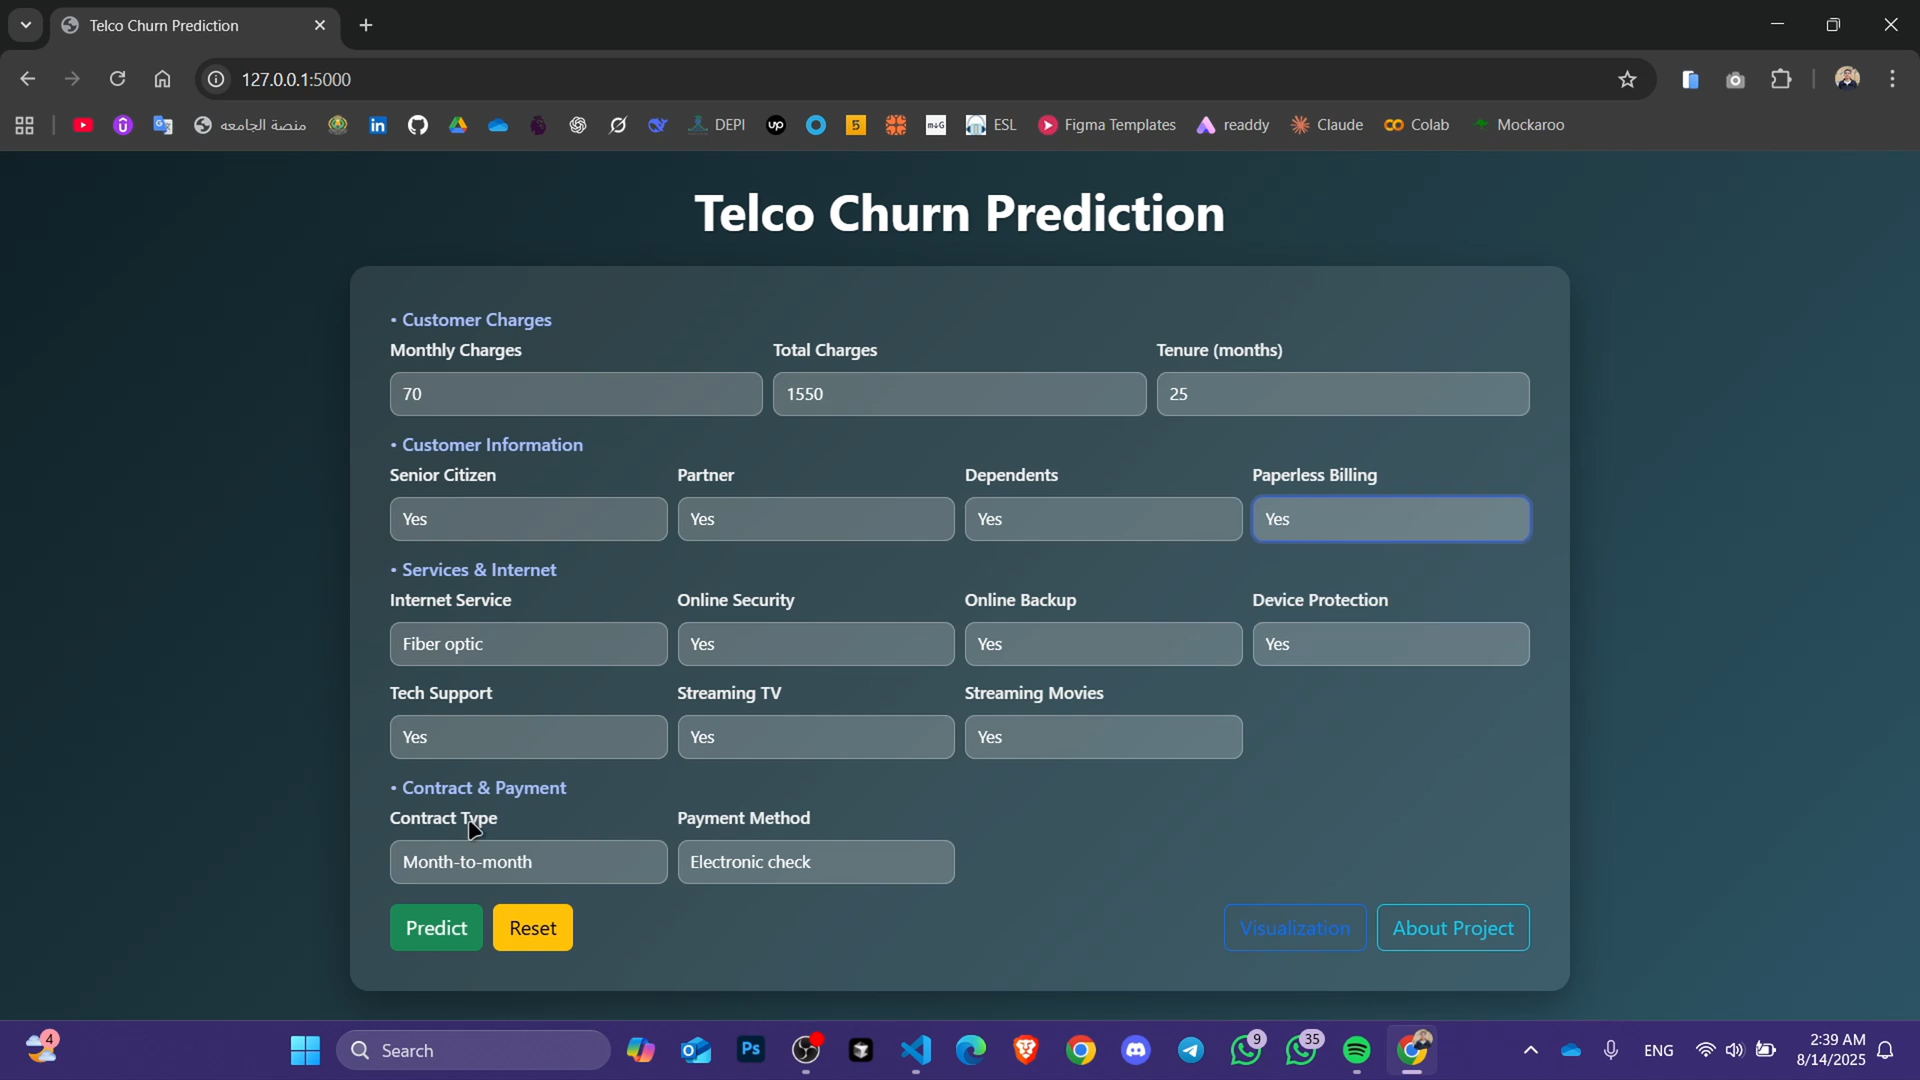 Telco Churn Prediction
127.0.0.1:5000
منصة الجامعه
DEPI
up
5
ESL
Figma Templates
readdy
Claude
Colab
Mockaroo
Telco Churn Prediction
• Customer Charges
Monthly Charges Total Charges Tenure (months)
70 1550 25
• Customer Information
Senior Citizen Partner Dependents Paperless Billing
Yes Yes Yes Yes
• Services & Internet
Internet Service Online Security Online Backup Device Protection
Fiber optic Yes Yes Yes
Tech Support Streaming TV Streaming Movies
Yes Yes Yes
• Contract & Payment
Contract Type Payment Method
Month-to-month Electronic check
Predict Reset Visualization About Project
4
Search
Ps
9
35
ENG
2:39 AM
8/14/2025